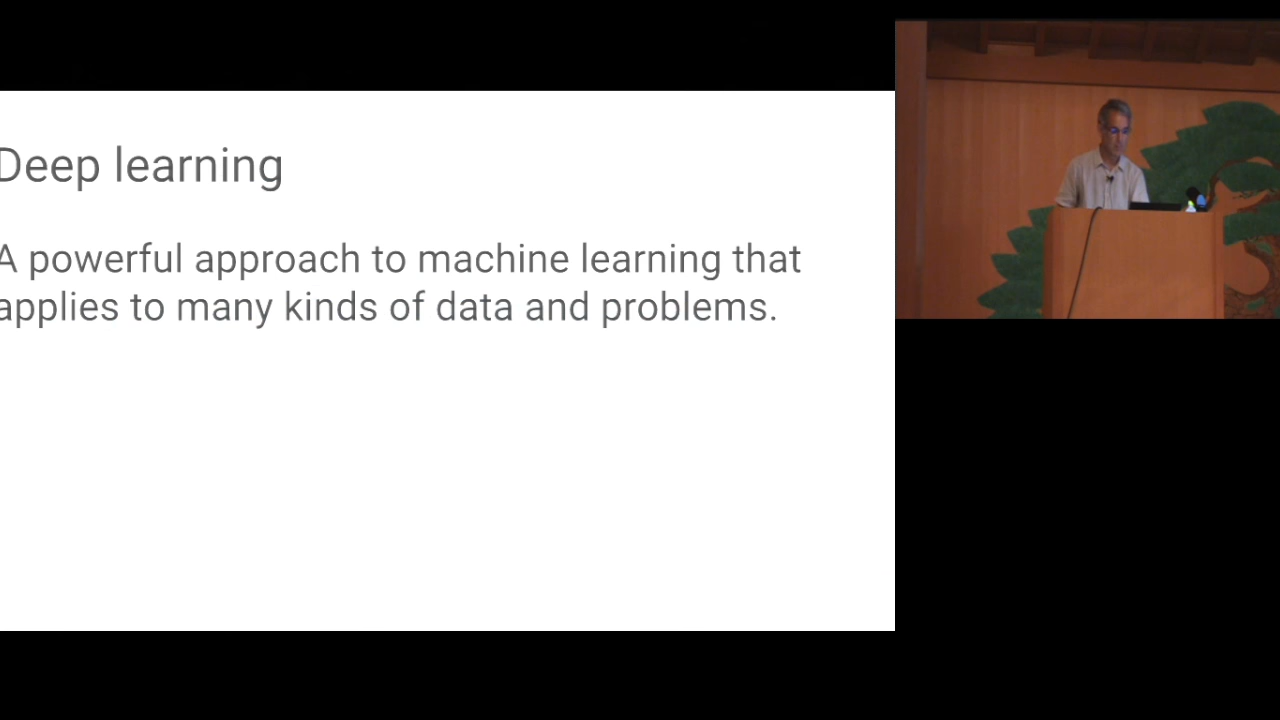 Deep learning
A powerful approach to machine learning that
applies to many kinds of data and problems.